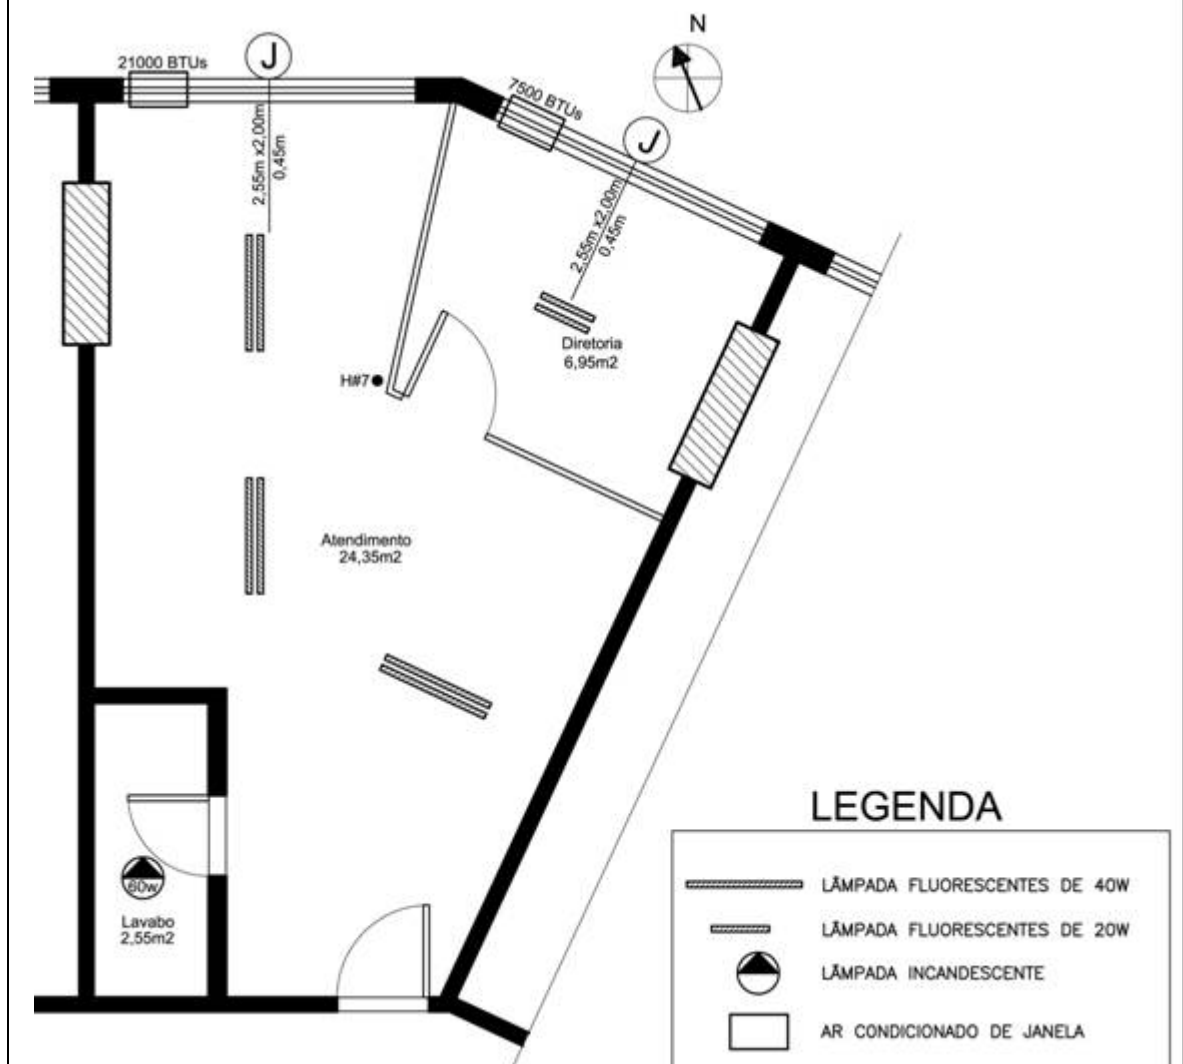 N
21000 BTUs
J
7500 BTUs
J
2,55m x2,00m
0,45m
2,55m x2,00m
0,45m
Diretoria
6,95m2
H#7
Atendimento
24,35m2
60w
Lavabo
2,55m2
LEGENDA
LÂMPADA FLUORESCENTES DE 40W
LÂMPADA FLUORESCENTES DE 20W
LÂMPADA INCANDESCENTE
AR CONDICIONADO DE JANELA